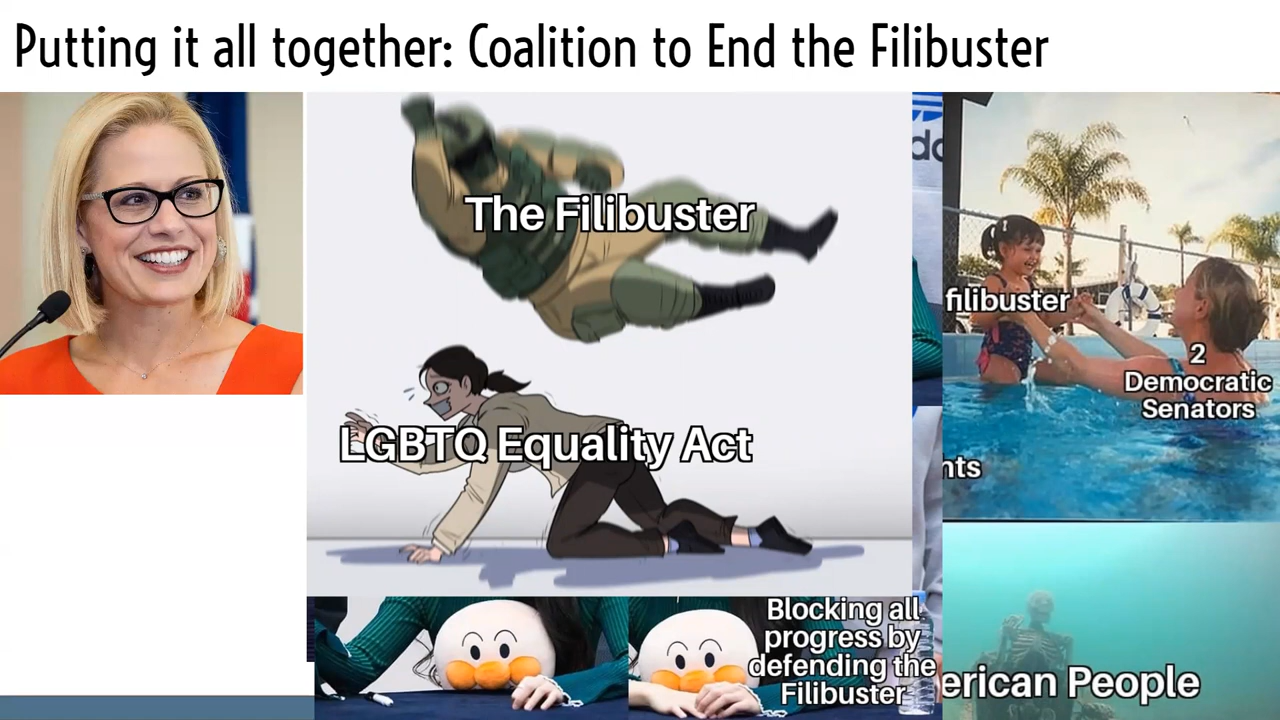 Putting it all together: Coalition to End the Filibuster
The Filibuster
LGBTQ Equality Act
Blocking all
progress by
defending the
Filibuster
filibuster
2
Democratic
Senators
nts
erican People